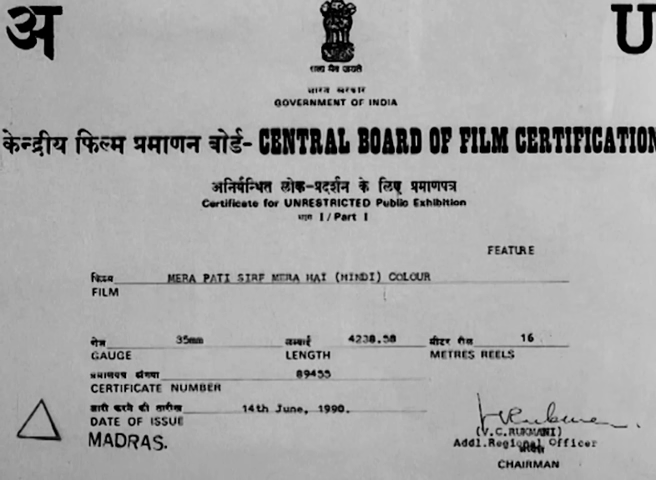 अ U
सत्यमेव जयते
भारत सरकार
GOVERNMENT OF INDIA
केन्द्रीय फिल्म प्रमाणन बोर्ड- CENTRAL BOARD OF FILM CERTIFICATION
अनिर्यन्धित लोक-प्रदर्शन के लिए प्रमाणपत्र
Certificate for UNRESTRICTED Public Exhibition
भाग I / Part I
FEATURE
फिल्म MERA PATI SIRF MERA HAI (HINDI) COLOUR
FILM
गेज 35mm लम्बाई 4238.58 मीटर रील 16
GAUGE LENGTH METRES REELS
प्रमाणपत्र संख्या 89455
CERTIFICATE NUMBER
जारी करने की तारीख 14th June, 1990.
DATE OF ISSUE
MADRAS.
(V.C.RUKMANI)
Addl.Regional Officer
CHAIRMAN